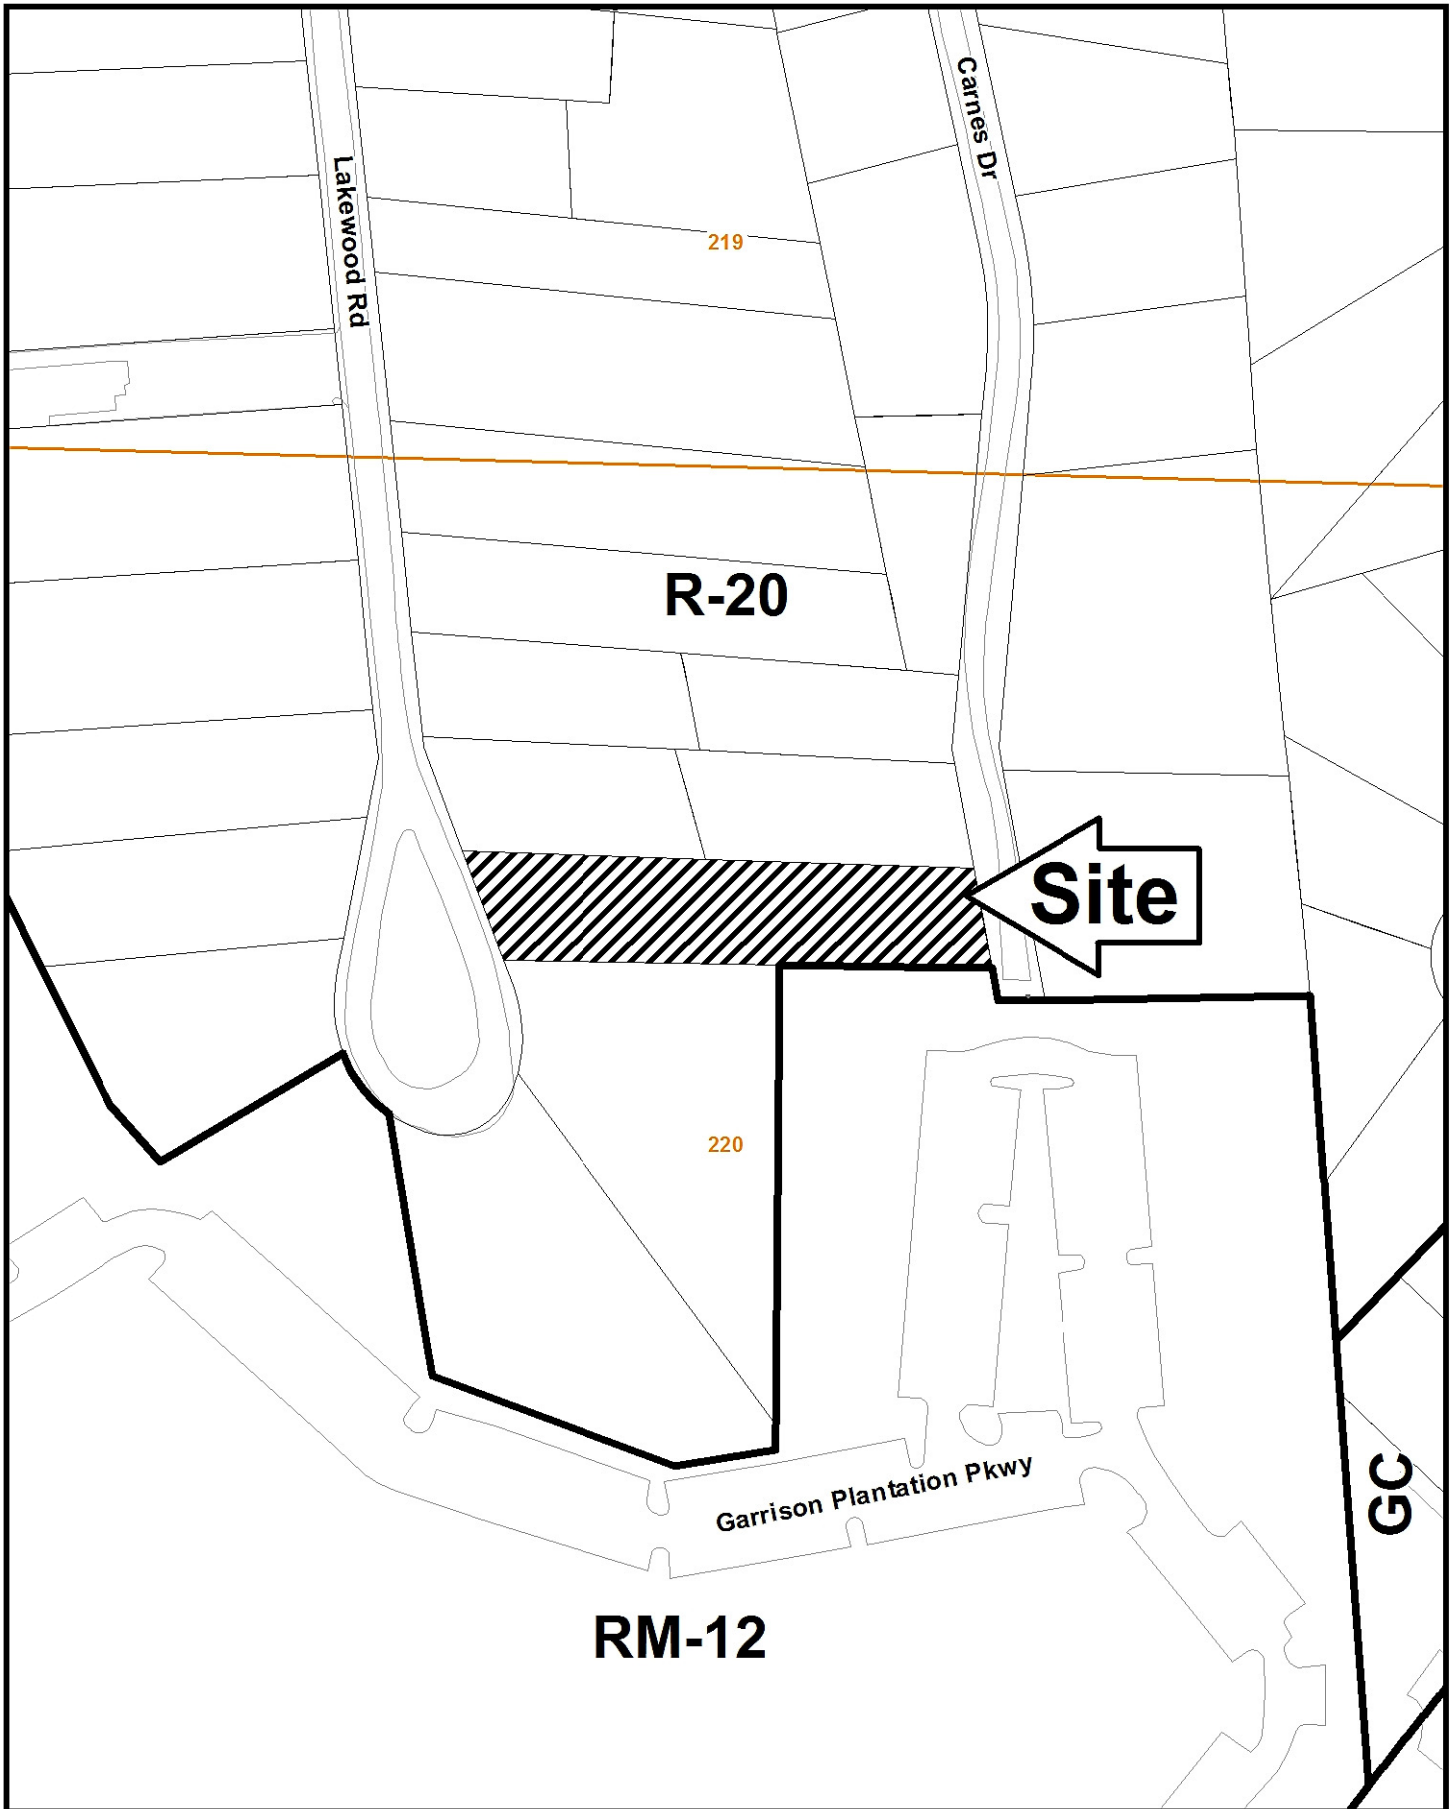 Carnes Dr
Lakewood Rd
219
R-20
Site
220
Garrison Plantation Pkwy
GC
RM-12